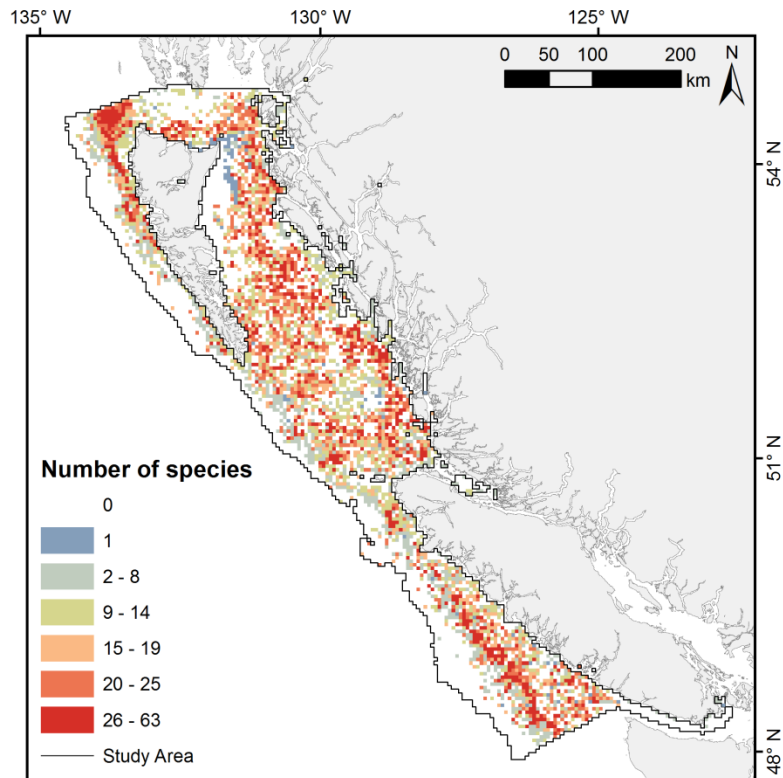 135° W
130° W
125° W
0 50 100 200
km
N
54° N
51° N
48° N
Number of species
0
1
2 - 8
9 - 14
15 - 19
20 - 25
26 - 63
Study Area